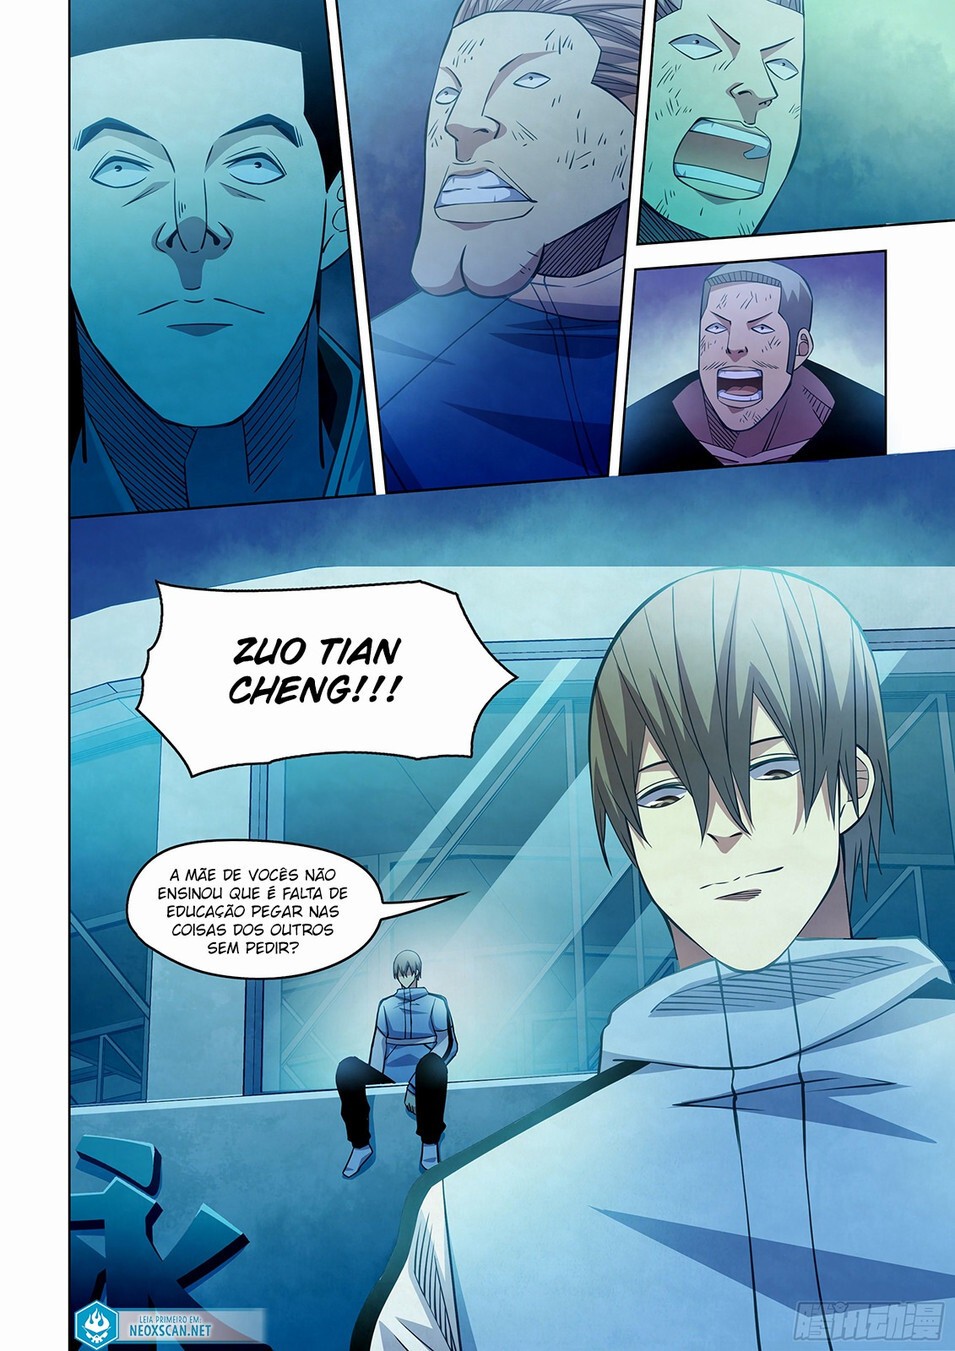 ZUO TIAN
CHENG!!!
A MÃE DE VOCÊS NÃO
ENSINOU QUE É FALTA DE
EDUCAÇÃO PEGAR NAS
COISAS DOS OUTROS
SEM PEDIR?
LEIA PRIMEIRO EM:
NEOXSCAN.NET
腾讯动漫